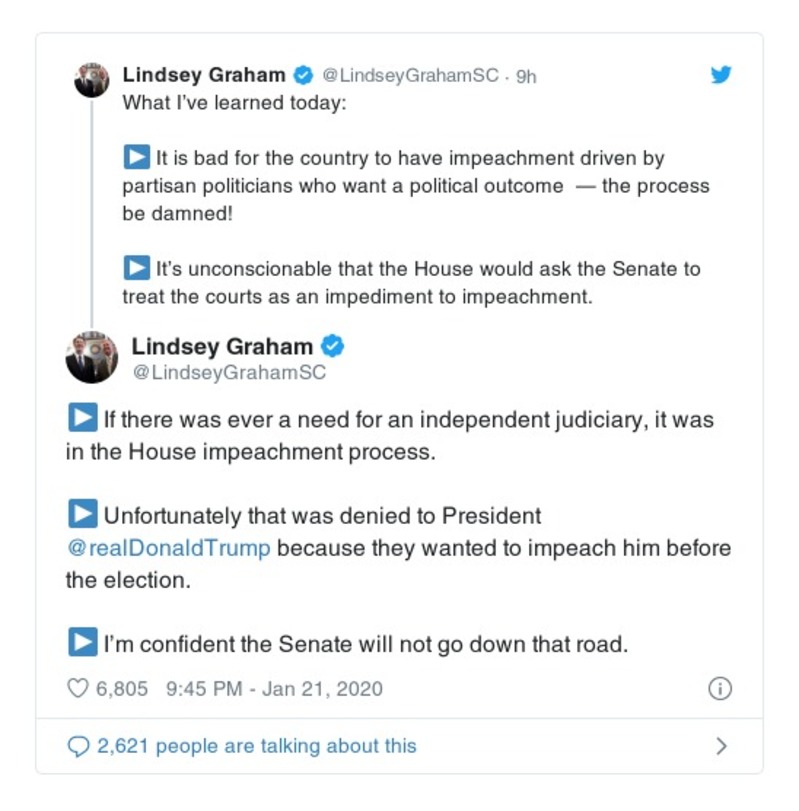 Lindsey Graham @LindseyGrahamSC · 9h
What I've learned today:
▶ It is bad for the country to have impeachment driven by
partisan politicians who want a political outcome — the process
be damned!
▶ It's unconscionable that the House would ask the Senate to
treat the courts as an impediment to impeachment.
Lindsey Graham
@LindseyGrahamSC
▶ If there was ever a need for an independent judiciary, it was
in the House impeachment process.
▶ Unfortunately that was denied to President
@realDonaldTrump because they wanted to impeach him before
the election.
▶ I'm confident the Senate will not go down that road.
6,805 9:45 PM - Jan 21, 2020
2,621 people are talking about this